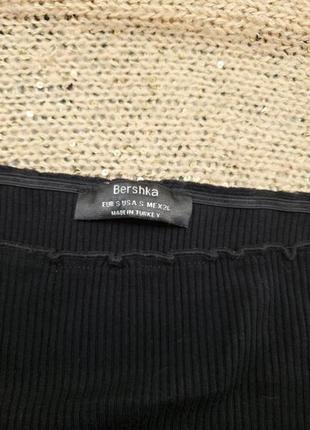 Bershka
EUR S USA S MEX 26
MADE IN TURKEY